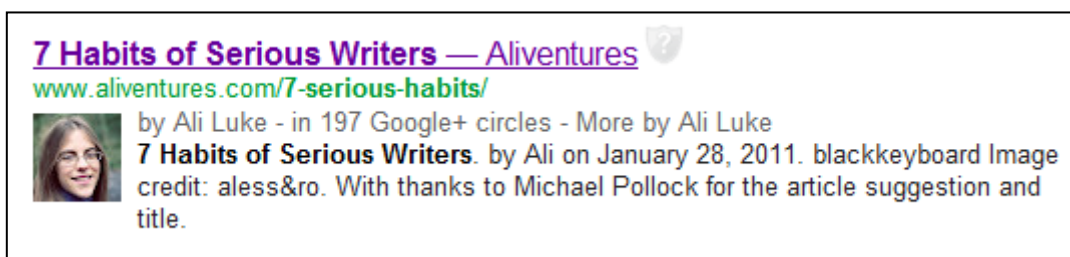 7 Habits of Serious Writers — Aliventures ?
www.aliventures.com/7-serious-habits/
by Ali Luke - in 197 Google+ circles - More by Ali Luke
7 Habits of Serious Writers. by Ali on January 28, 2011. blackkeyboard Image
credit: aless&ro. With thanks to Michael Pollock for the article suggestion and
title.